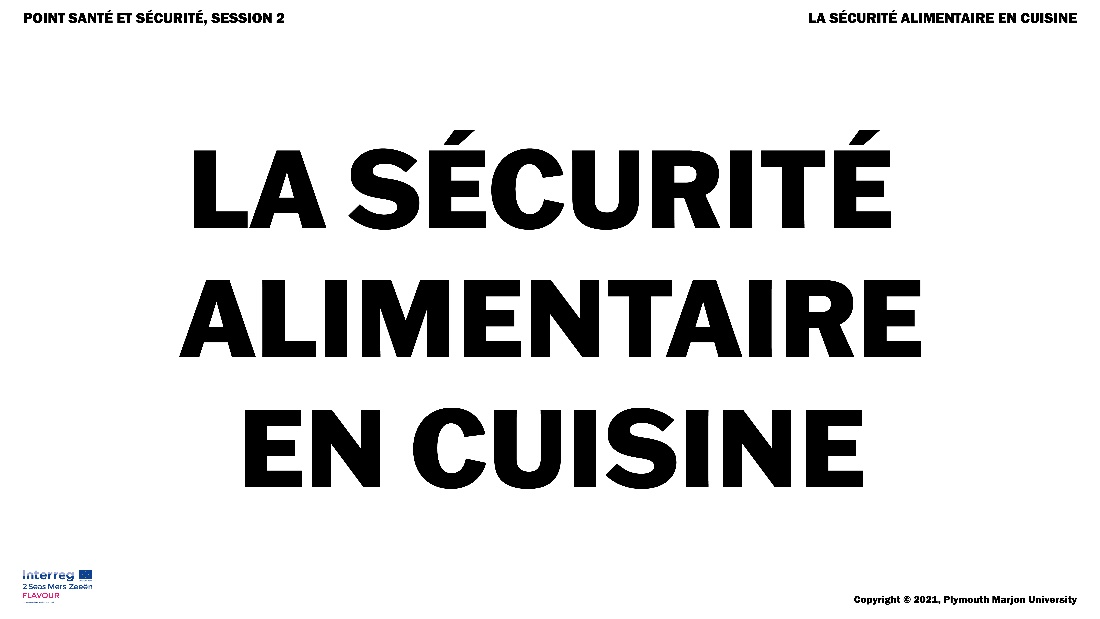 POINT SANTÉ ET SÉCURITÉ, SESSION 2
LA SÉCURITÉ ALIMENTAIRE EN CUISINE
LA SÉCURITÉ
ALIMENTAIRE
EN CUISINE
Interreg
2 Seas Mers Zeeën
FLAVOUR
Copyright © 2021, Plymouth Marjon University